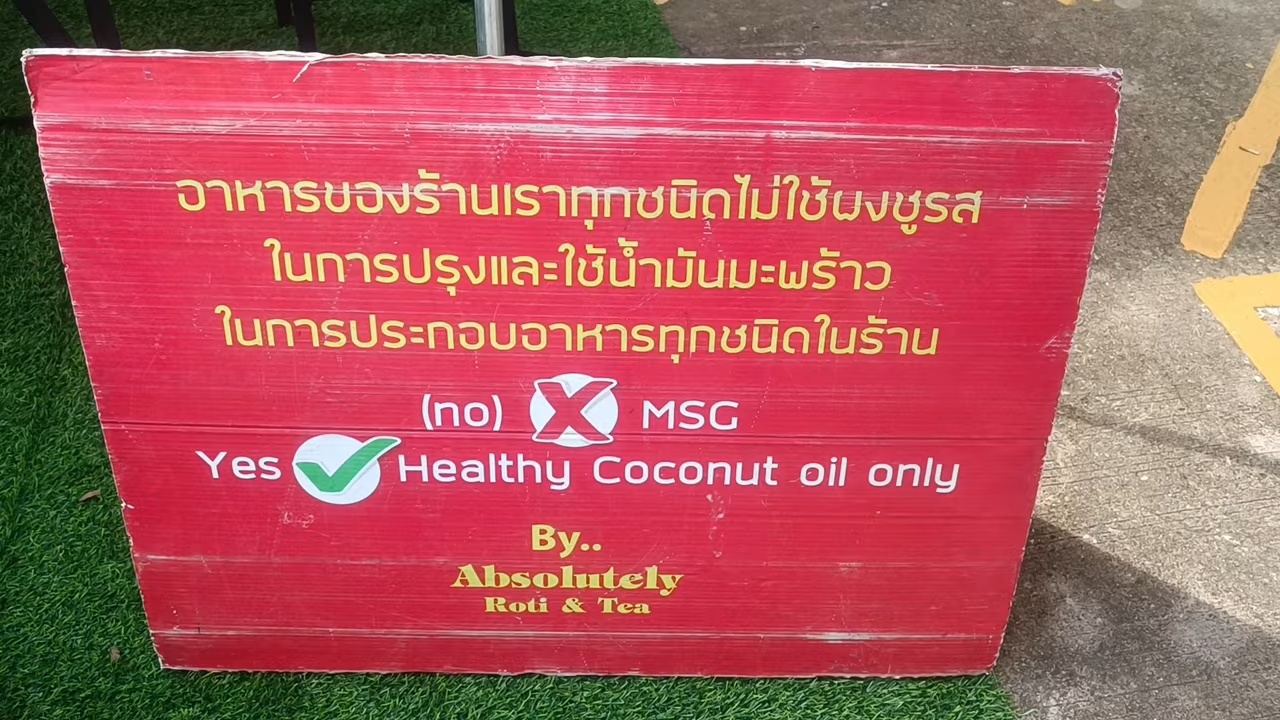 อาหารของร้านเราทุกชนิดไม่ใช้ผงชูรส
ในการปรุงและใช้น้ำมันมะพร้าว
ในการประกอบอาหารทุกชนิดในร้าน
(no) X MSG
Yes ✓ Healthy Coconut oil only
By..
Absolutely
Roti & Tea